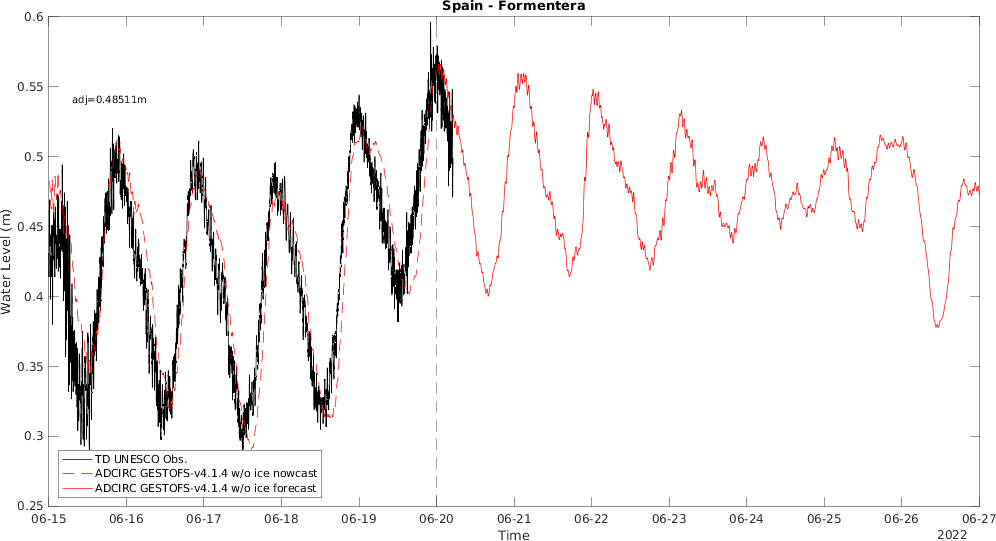 Spain - Formentera
0.6
0.55
0.5
0.45
0.4
0.35
0.3
0.25
Water Level (m)
adj=0.48511m
TD UNESCO Obs.
ADCIRC GESTOFS-v4.1.4 w/o ice nowcast
ADCIRC GESTOFS-v4.1.4 w/o ice forecast
06-15 06-16 06-17 06-18 06-19 06-20 06-21 06-22 06-23 06-24 06-25 06-26 06-27
Time
2022